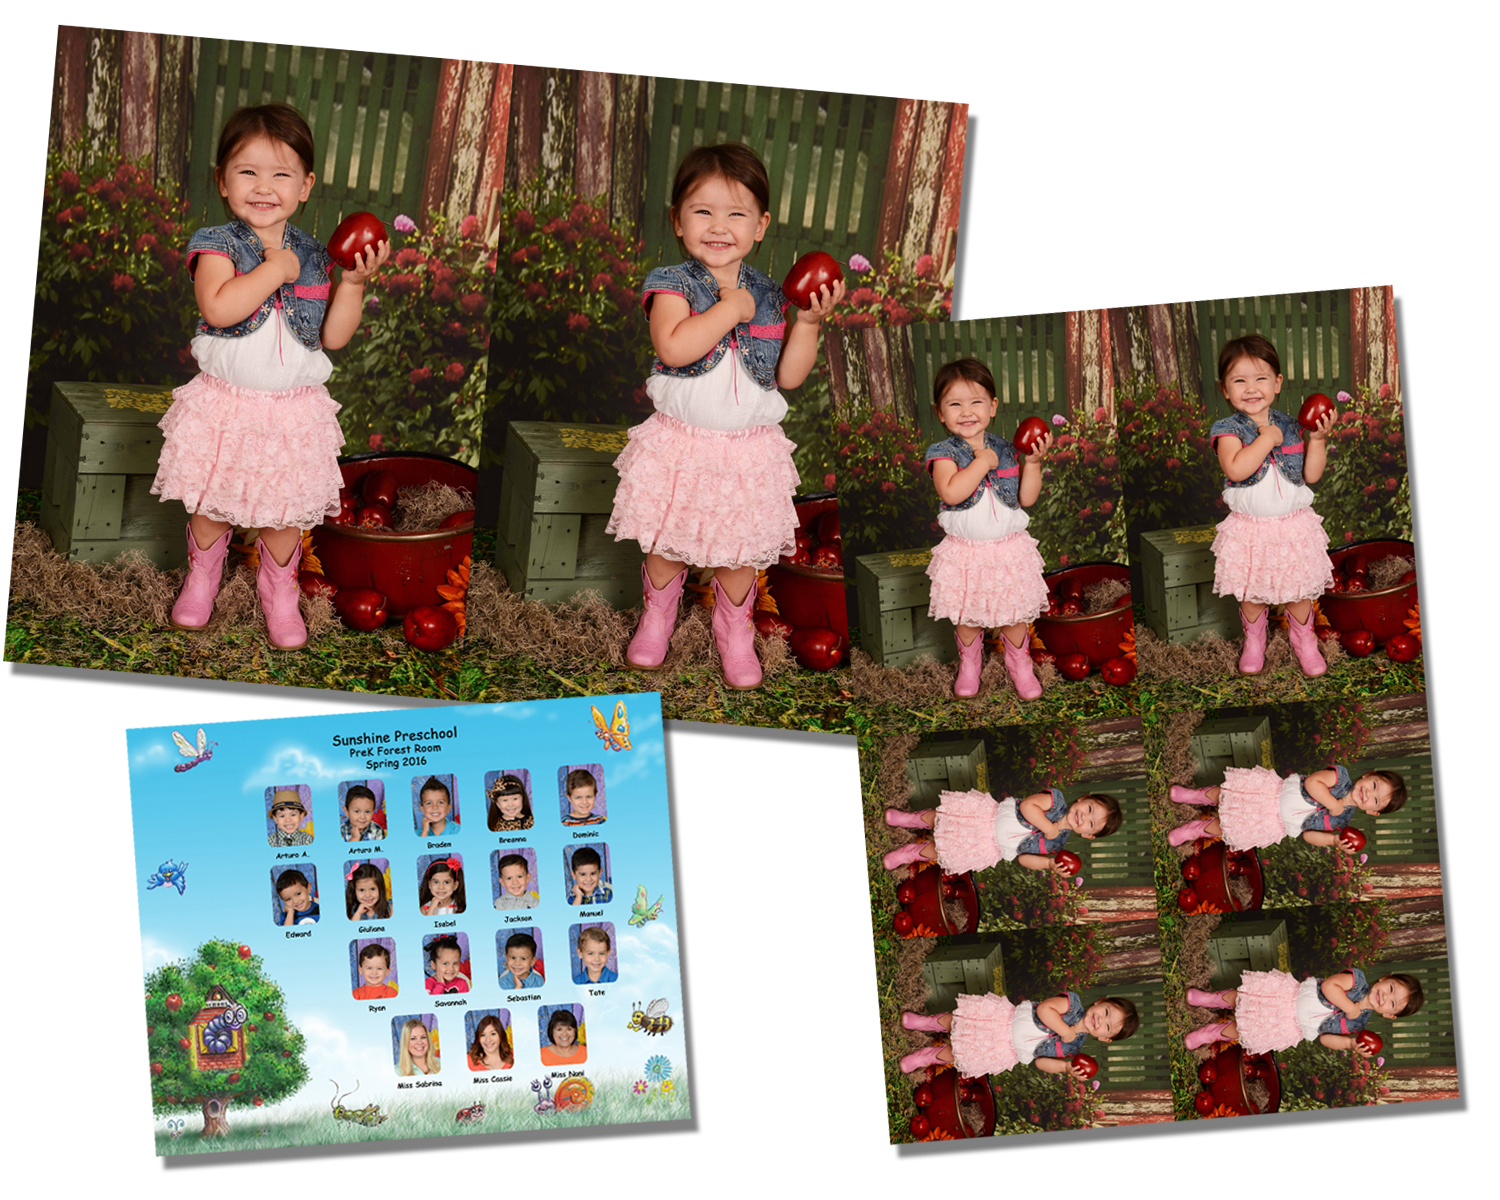 Sunshine Preschool
PreK Forest Room
Spring 2016
Arturo A. Arturo M. Braden Breanna Dominic
Edward Giuliana Isabel Jackson Manuel
Ryan Savannah Sebastian Tate
Miss Sabrina Miss Cassie Miss Nani